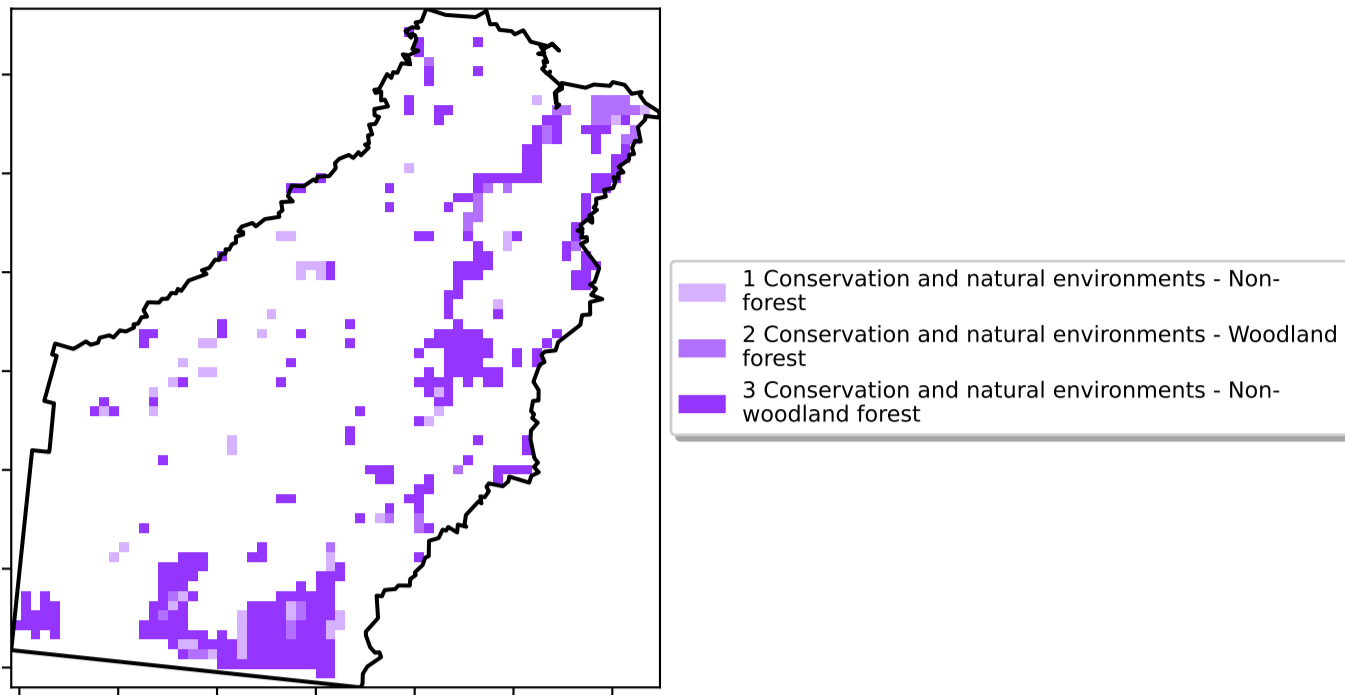 1 Conservation and natural environments - Non-
forest
2 Conservation and natural environments - Woodland
forest
3 Conservation and natural environments - Non-
woodland forest